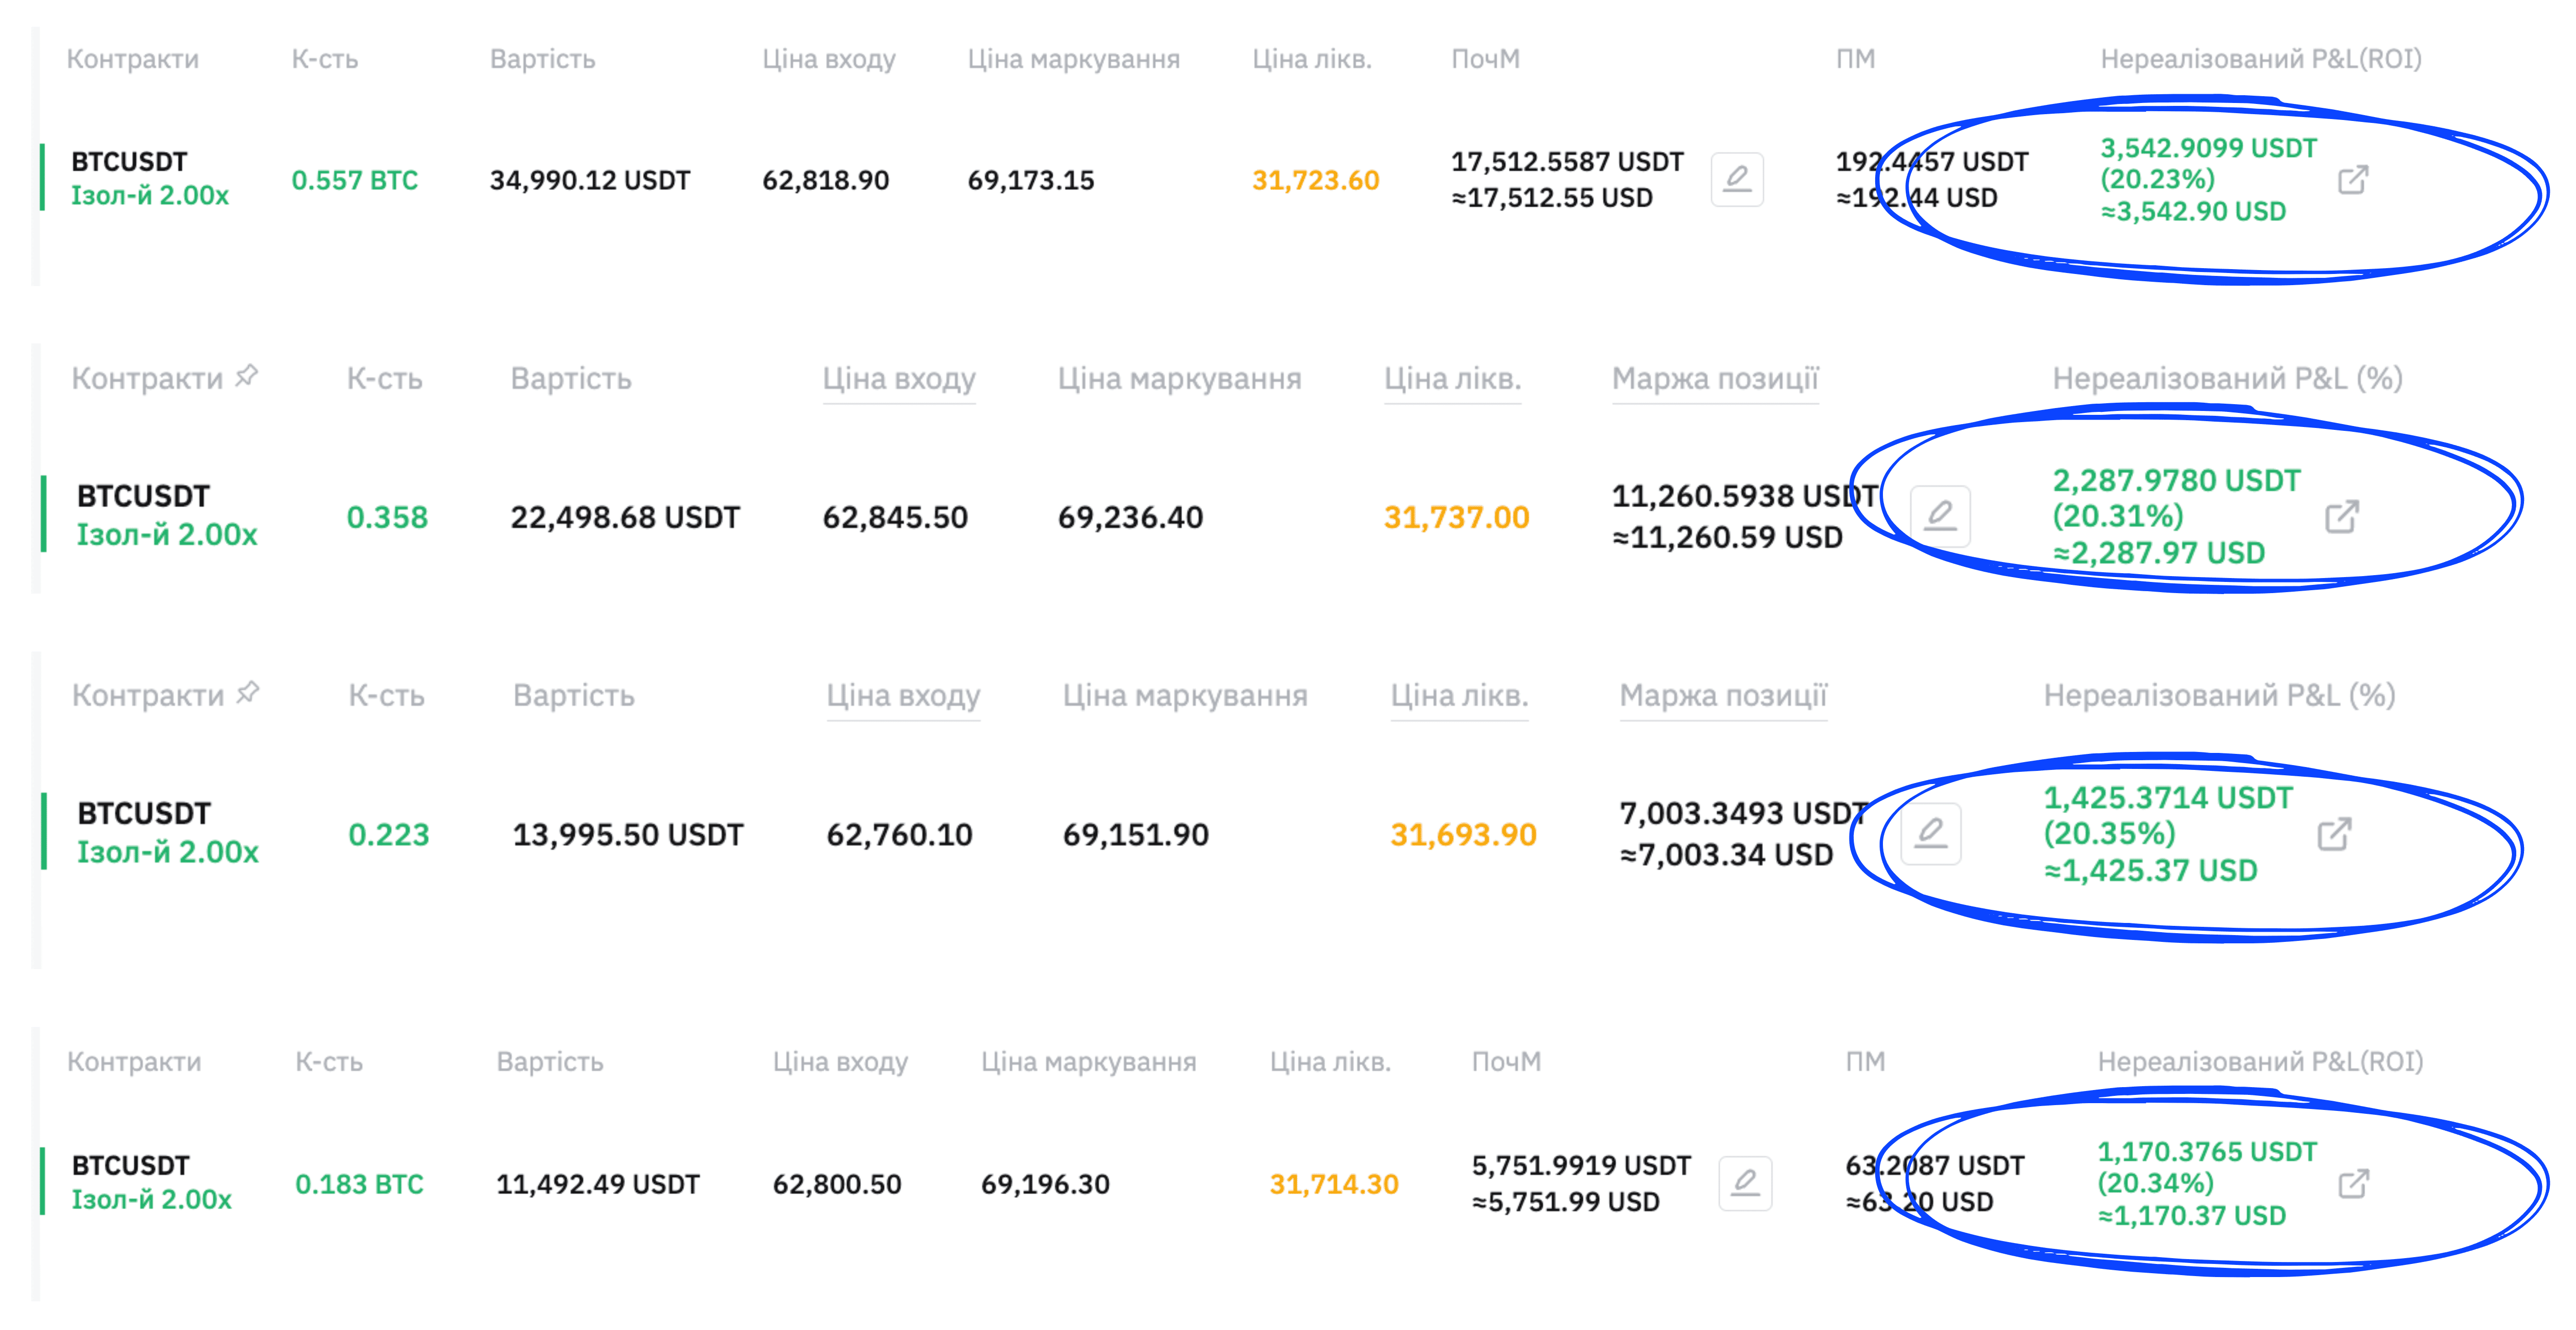 Контракти К-сть Вартість Ціна входу Ціна маркування Ціна лікв. ПочМ ПМ Нереалізований P&L(ROI)
BTCUSDT
Ізол-й 2.00x
0.557 BTC
34,990.12 USDT
62,818.90
69,173.15
31,723.60
17,512.5587 USDT
≈17,512.55 USD
192.4457 USDT
≈192.44 USD
3,542.9099 USDT
(20.23%)
≈3,542.90 USD
Контракти К-сть Вартість Ціна входу Ціна маркування Ціна лікв. Маржа позиції Нереалізований P&L (%)
BTCUSDT
Ізол-й 2.00x
0.358
22,498.68 USDT
62,845.50
69,236.40
31,737.00
11,260.5938 USDT
≈11,260.59 USD
2,287.9780 USDT
(20.31%)
≈2,287.97 USD
Контракти К-сть Вартість Ціна входу Ціна маркування Ціна лікв. Маржа позиції Нереалізований P&L (%)
BTCUSDT
Ізол-й 2.00x
0.223
13,995.50 USDT
62,760.10
69,151.90
31,693.90
7,003.3493 USDT
≈7,003.34 USD
1,425.3714 USDT
(20.35%)
≈1,425.37 USD
Контракти К-сть Вартість Ціна входу Ціна маркування Ціна лікв. ПочМ ПМ Нереалізований P&L(ROI)
BTCUSDT
Ізол-й 2.00x
0.183 BTC
11,492.49 USDT
62,800.50
69,196.30
31,714.30
5,751.9919 USDT
≈5,751.99 USD
63.2087 USDT
≈63.20 USD
1,170.3765 USDT
(20.34%)
≈1,170.37 USD